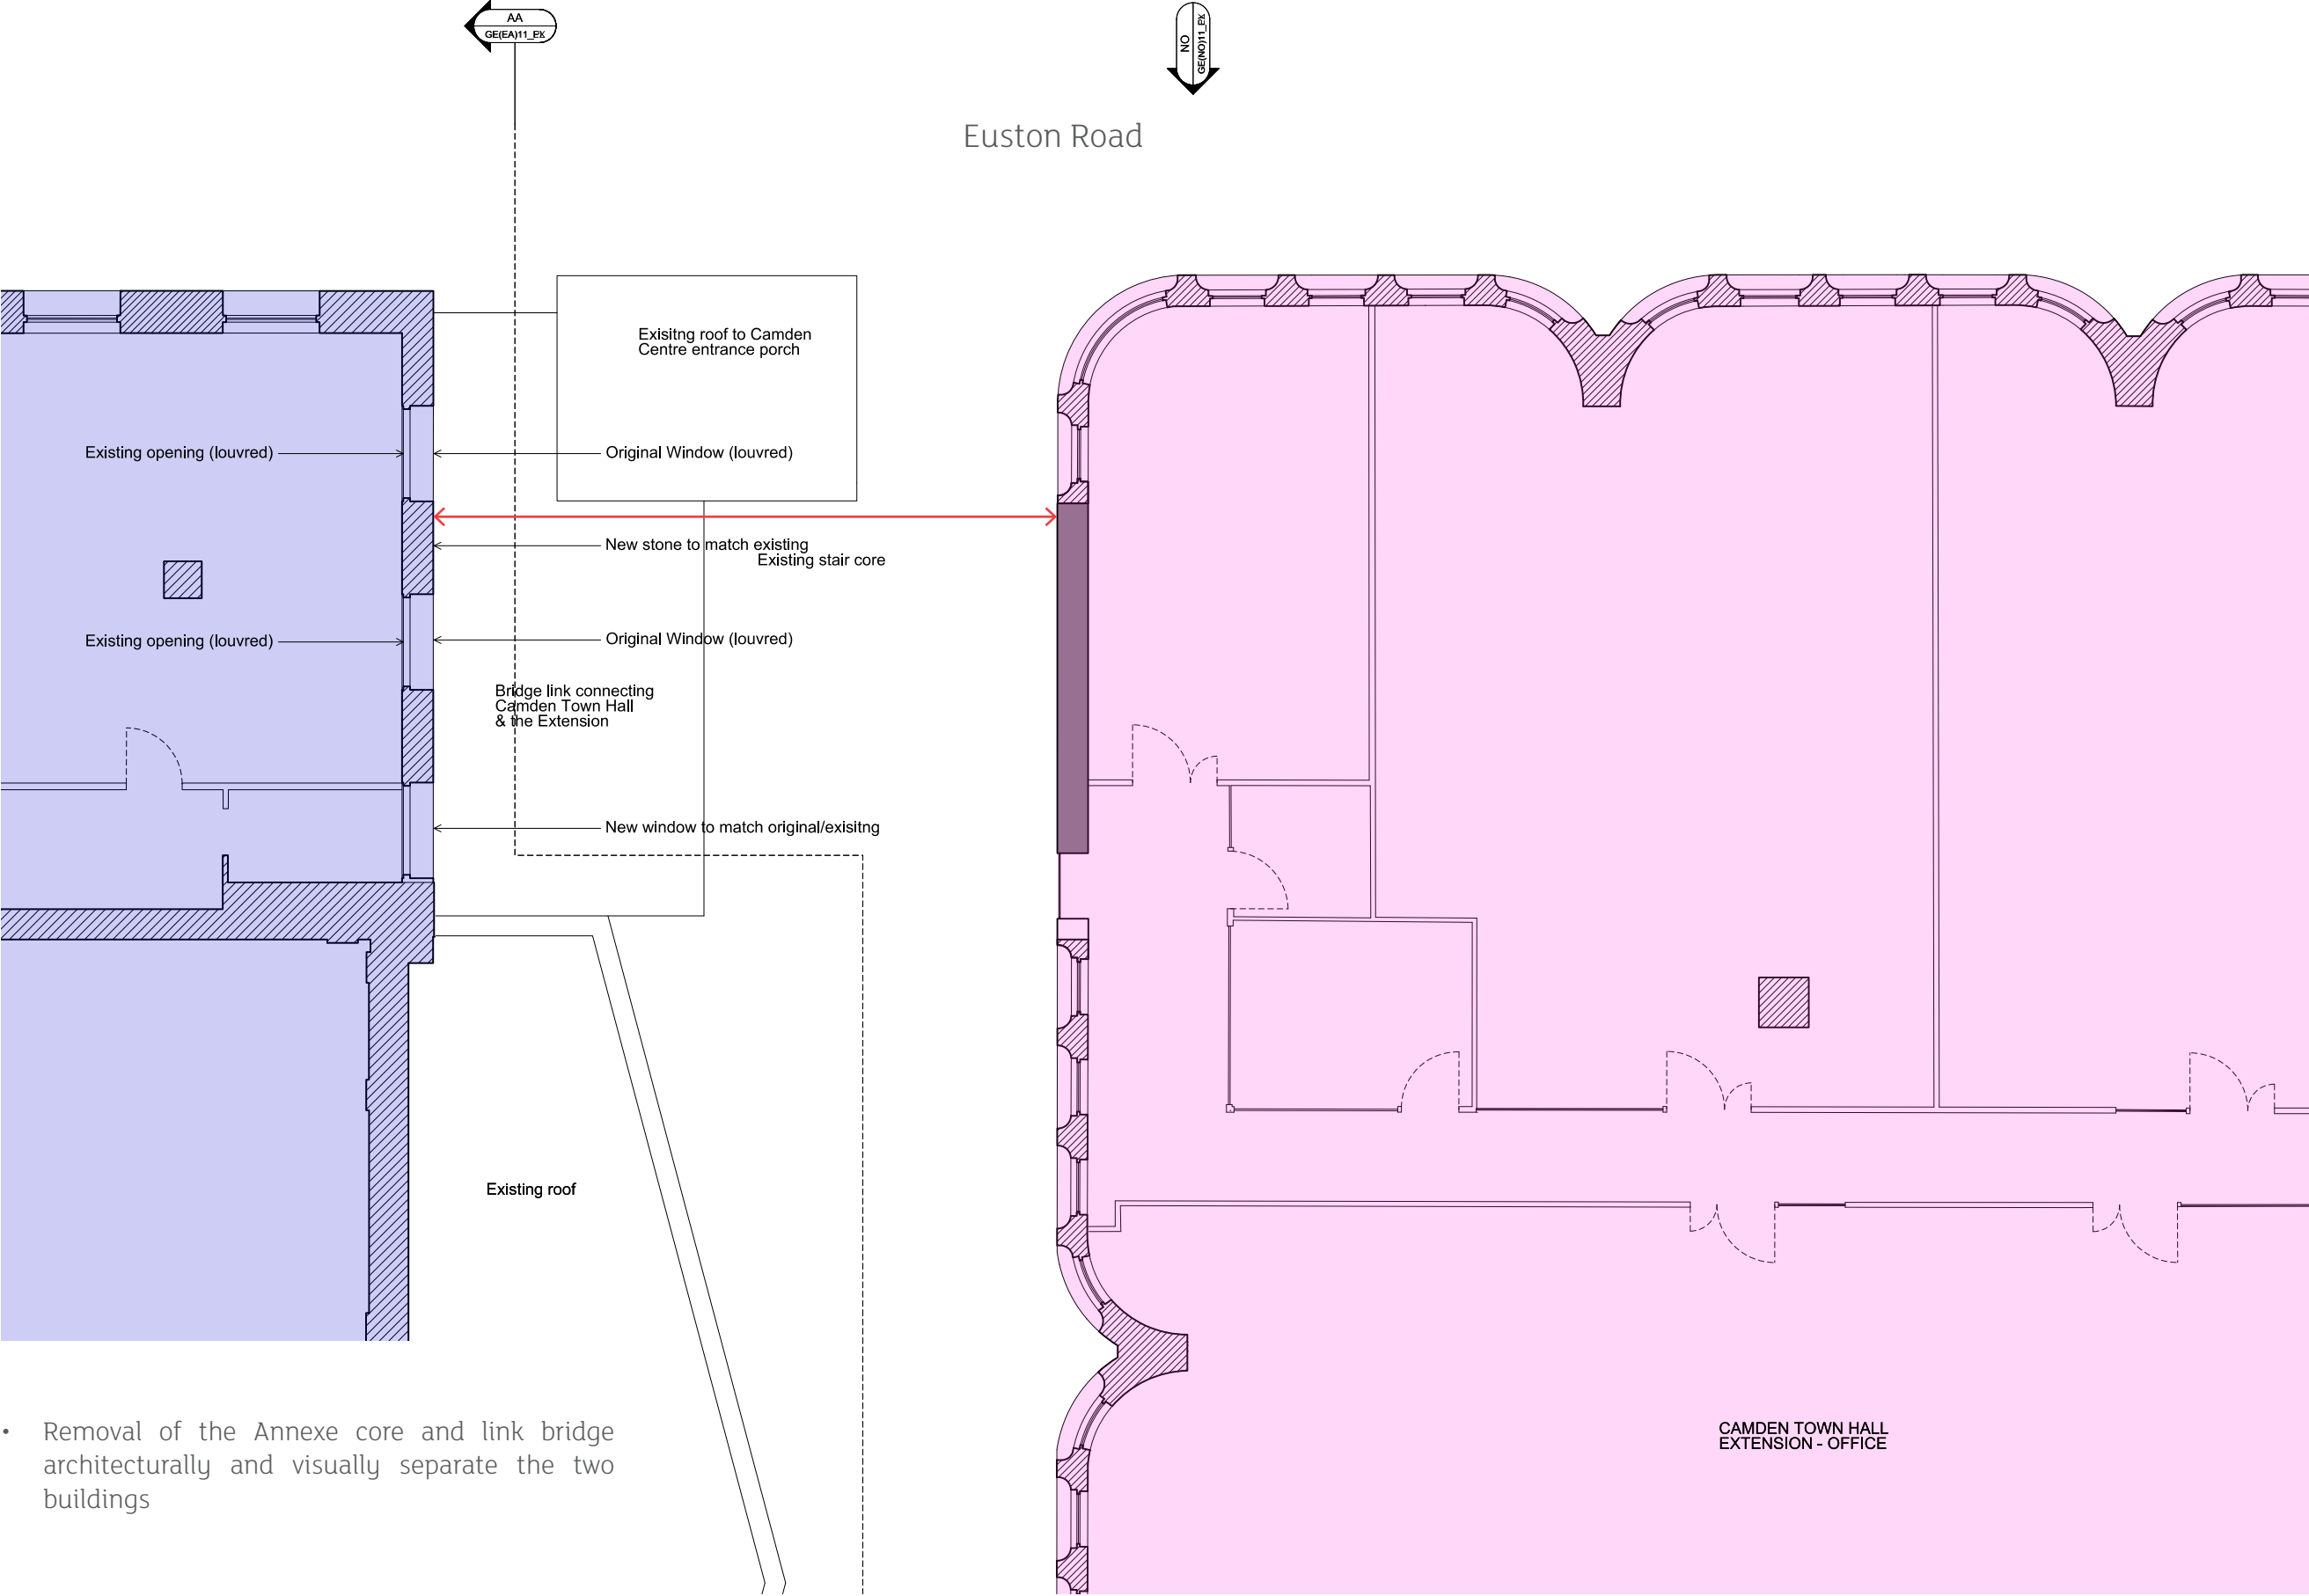 AA
GE(EA)11_PX
NO
GE(NO)11_PX
Euston Road
Exisitng roof to Camden
Centre entrance porch
Existing opening (louvred)
Original Window (louvred)
New stone to match existing
Existing stair core
Existing opening (louvred)
Original Window (louvred)
Bridge link connecting
Camden Town Hall
& the Extension
New window to match original/exisitng
Existing roof
• Removal of the Annexe core and link bridge
architecturally and visually separate the two
buildings
CAMDEN TOWN HALL
EXTENSION - OFFICE